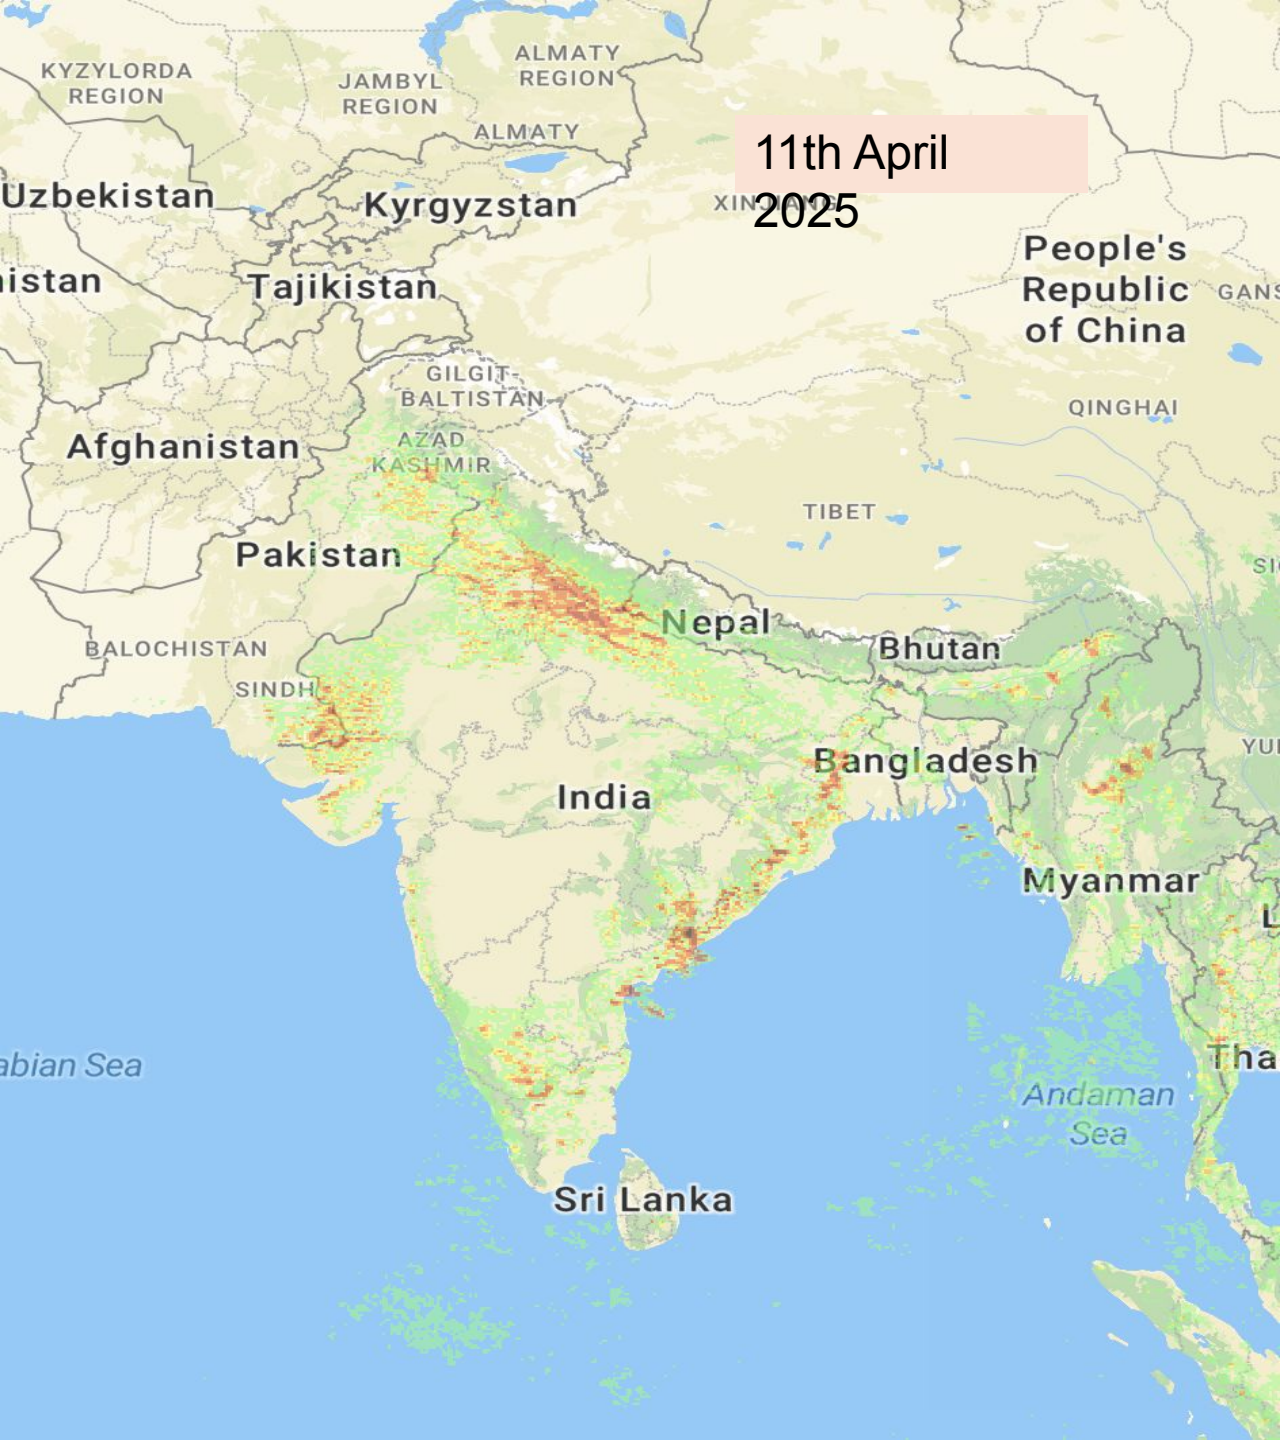 KYZYLORDA
REGION
JAMBYL
REGION
ALMATY
REGION
ALMATY
11th April
2025
XINJIANG
Uzbekistan
Kyrgyzstan
People's
Republic
of China
GANS
istan
Tajikistan
GILGIT-
BALTISTAN
QINGHAI
Afghanistan
AZAD
KASHMIR
TIBET
Pakistan
SI
Nepal
Bhutan
BALOCHISTAN
SINDH
YU
Bangladesh
India
Myanmar
L
Tha
abian Sea
Andaman
Sea
Sri Lanka